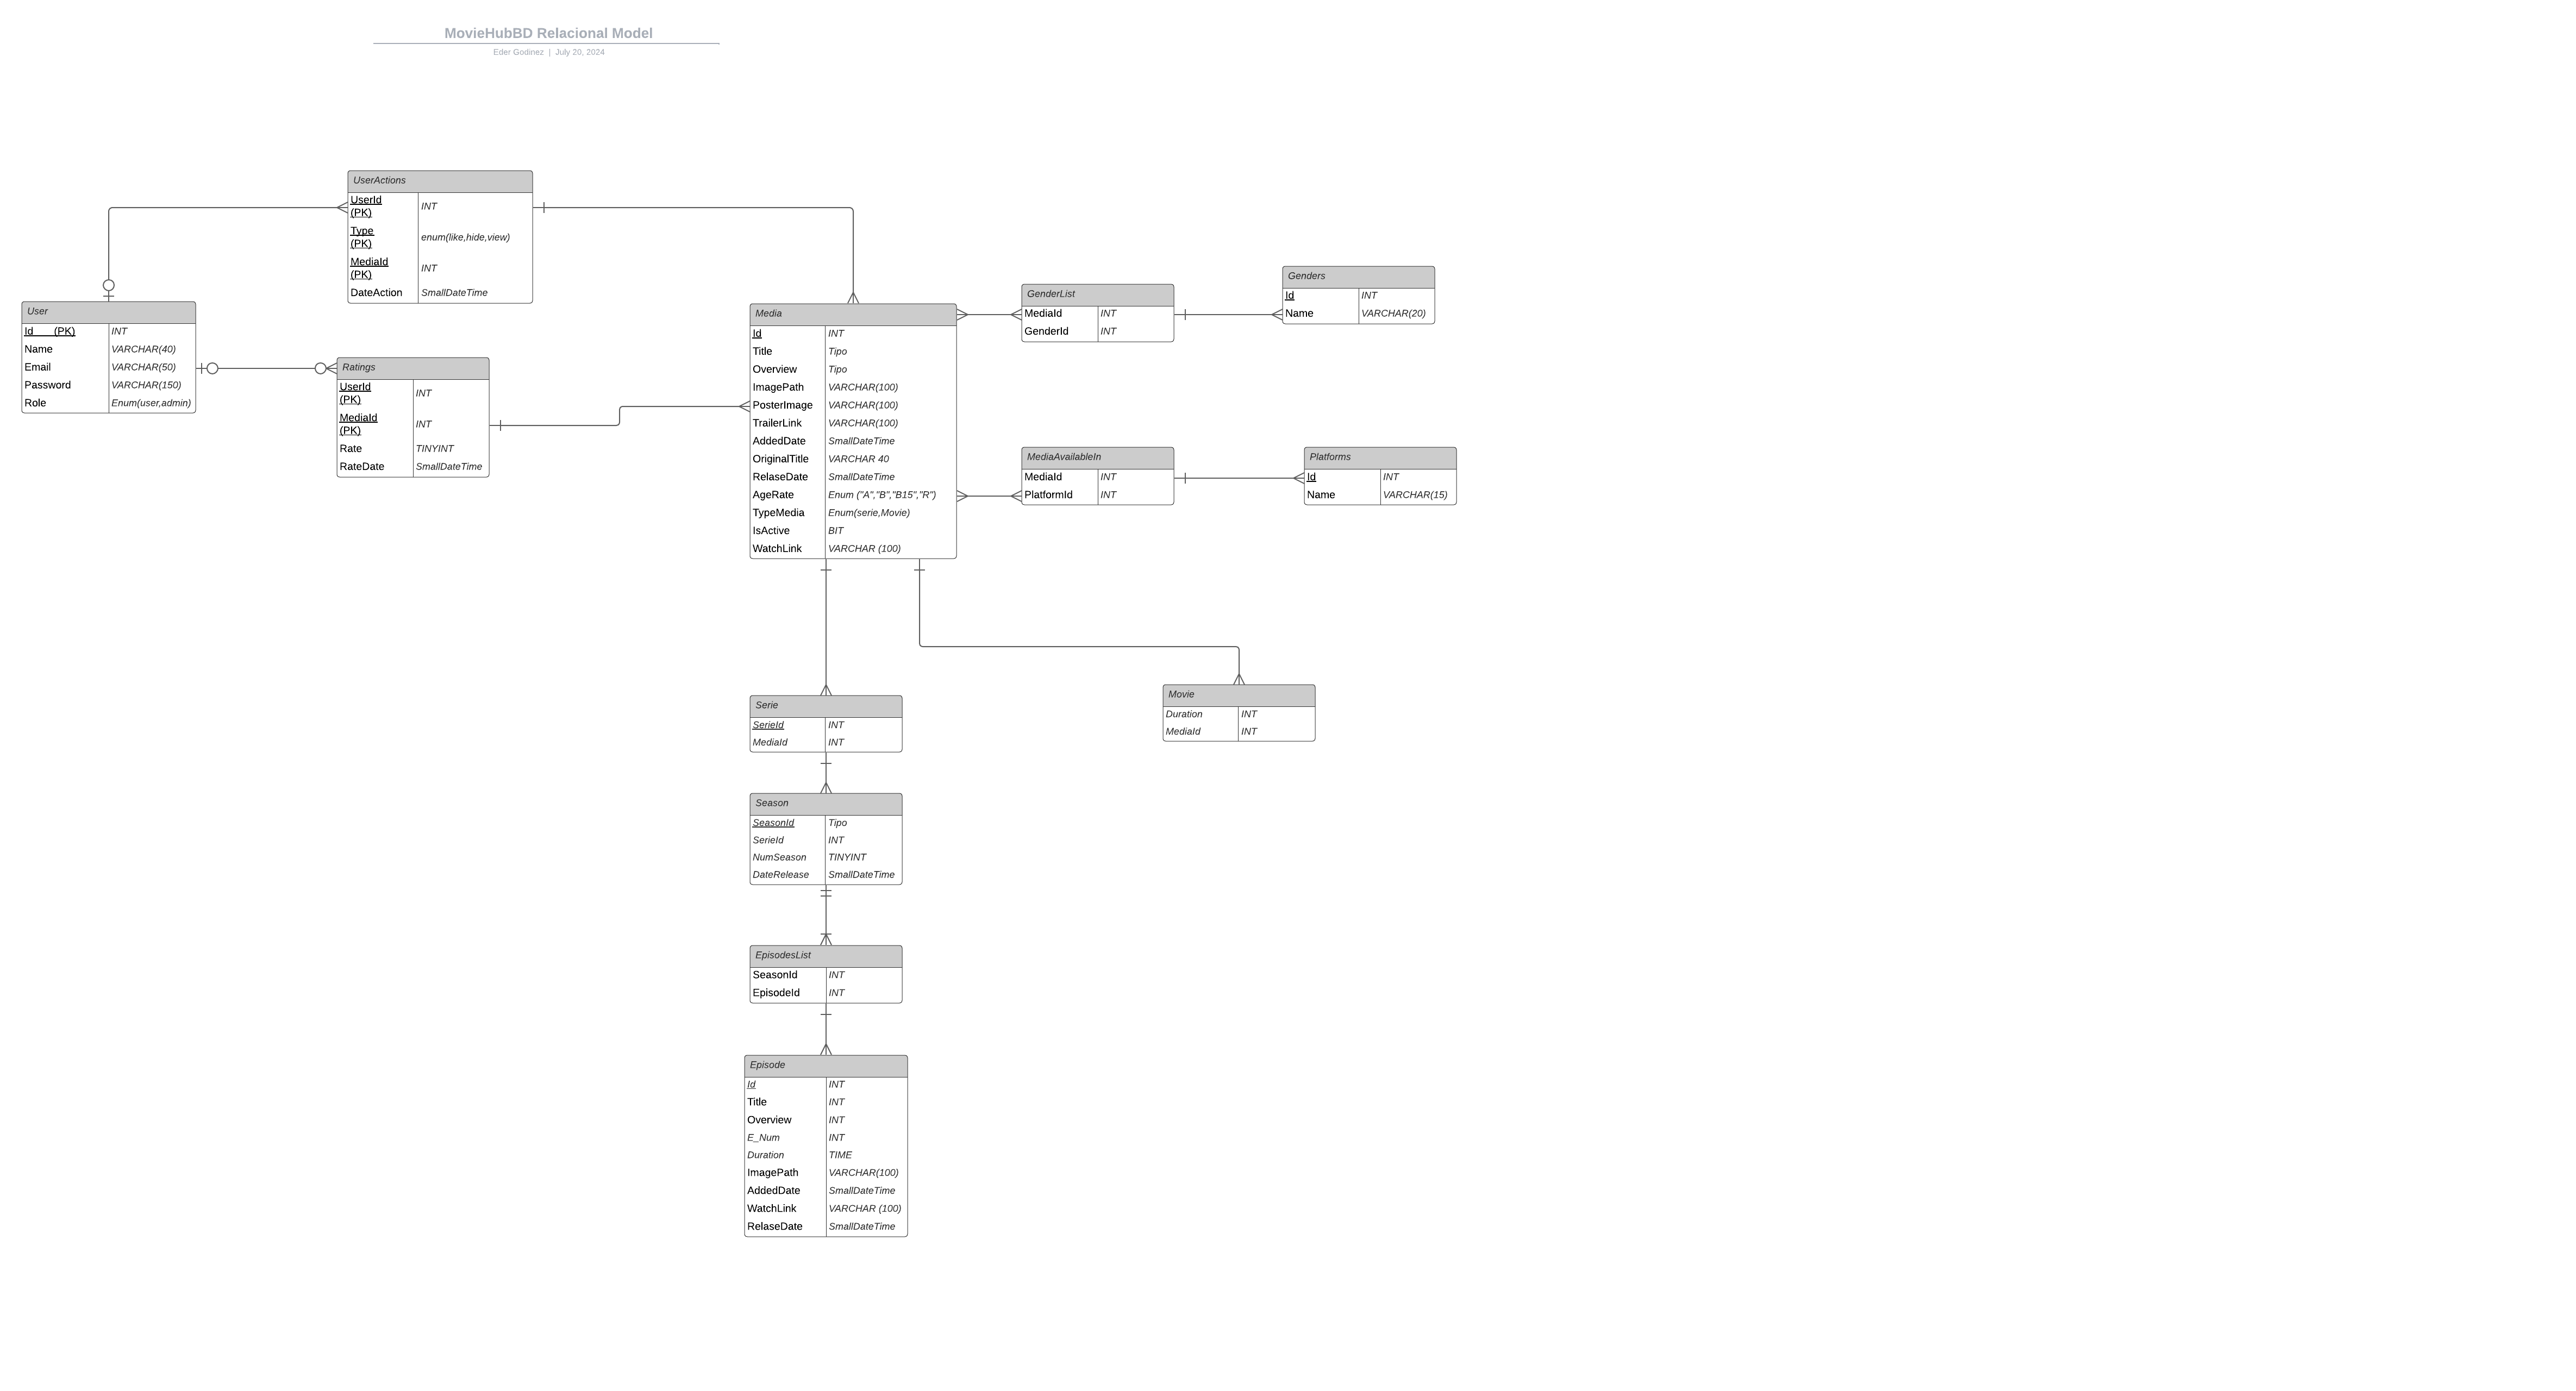 MovieHubBD Relacional Model
Eder Godinez | July 20, 2024
UserActions
UserId (PK) INT
Type (PK) enum(like,hide,view)
MediaId (PK) INT
DateAction SmallDateTime
User
Id (PK) INT
Name VARCHAR(40)
Email VARCHAR(50)
Password VARCHAR(150)
Role Enum(user,admin)
Ratings
UserId (PK) INT
MediaId (PK) INT
Rate TINYINT
RateDate SmallDateTime
Media
Id INT
Title Tipo
Overview Tipo
ImagePath VARCHAR(100)
PosterImage VARCHAR(100)
TrailerLink VARCHAR(100)
AddedDate SmallDateTime
OriginalTitle VARCHAR 40
RelaseDate SmallDateTime
AgeRate Enum ("A","B","B15","R")
TypeMedia Enum(serie,Movie)
IsActive BIT
WatchLink VARCHAR (100)
GenderList
MediaId INT
GenderId INT
Genders
Id INT
Name VARCHAR(20)
MediaAvailableIn
MediaId INT
PlatformId INT
Platforms
Id INT
Name VARCHAR(15)
Serie
SerieId INT
MediaId INT
Movie
Duration INT
MediaId INT
Season
SeasonId Tipo
SerieId INT
NumSeason TINYINT
DateRelease SmallDateTime
EpisodesList
SeasonId INT
EpisodeId INT
Episode
Id INT
Title INT
Overview INT
E_Num INT
Duration TIME
ImagePath VARCHAR(100)
AddedDate SmallDateTime
WatchLink VARCHAR (100)
RelaseDate SmallDateTime